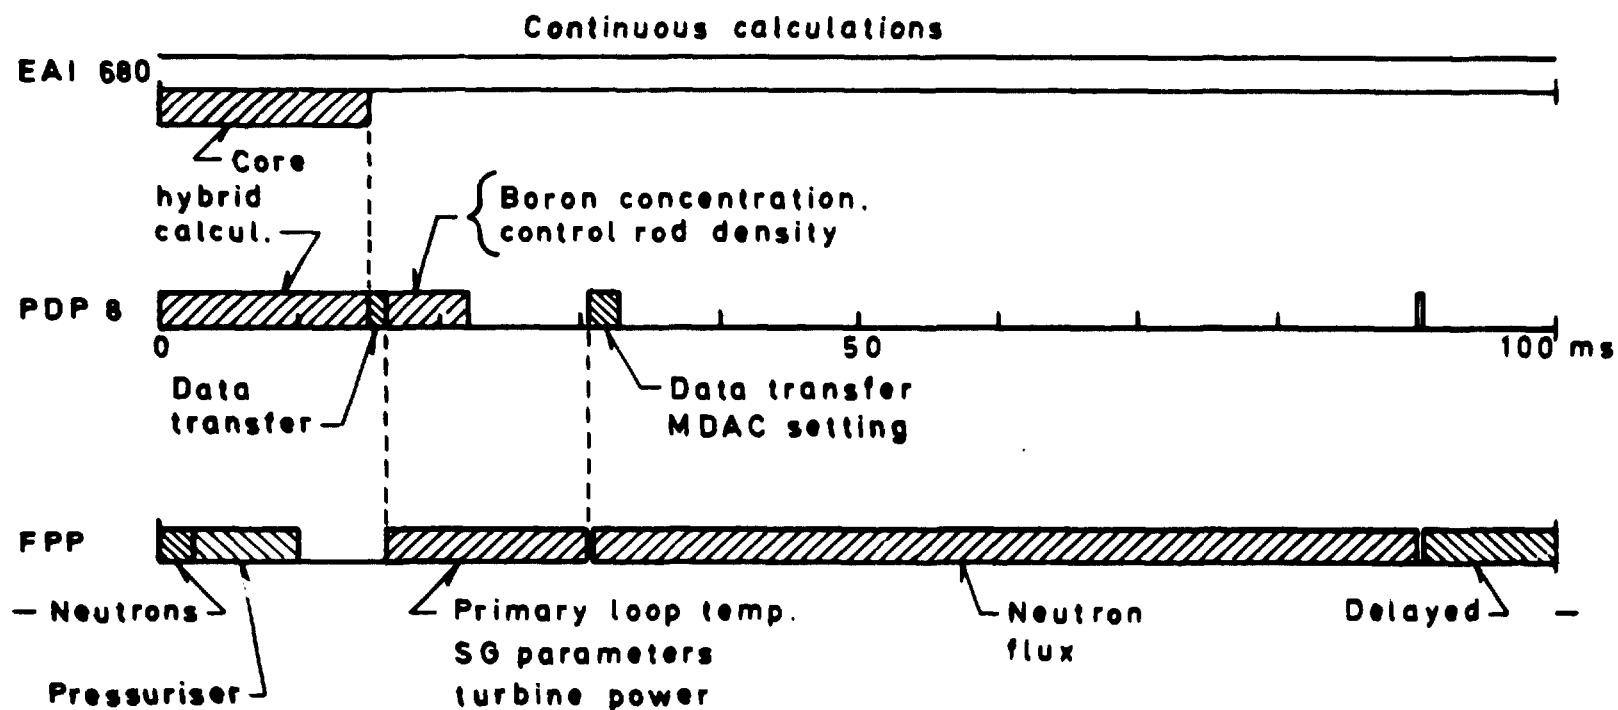 Continuous calculations
EAI 680
Core
hybrid
calcul.
Boron concentration,
control rod density
PDP 8
0
50
100 ms
Data
transfer
Data transfer
MDAC setting
FPP
– Neutrons
Primary loop temp.
SG parameters
turbine power
Neutron
flux
Delayed –
Pressuriser